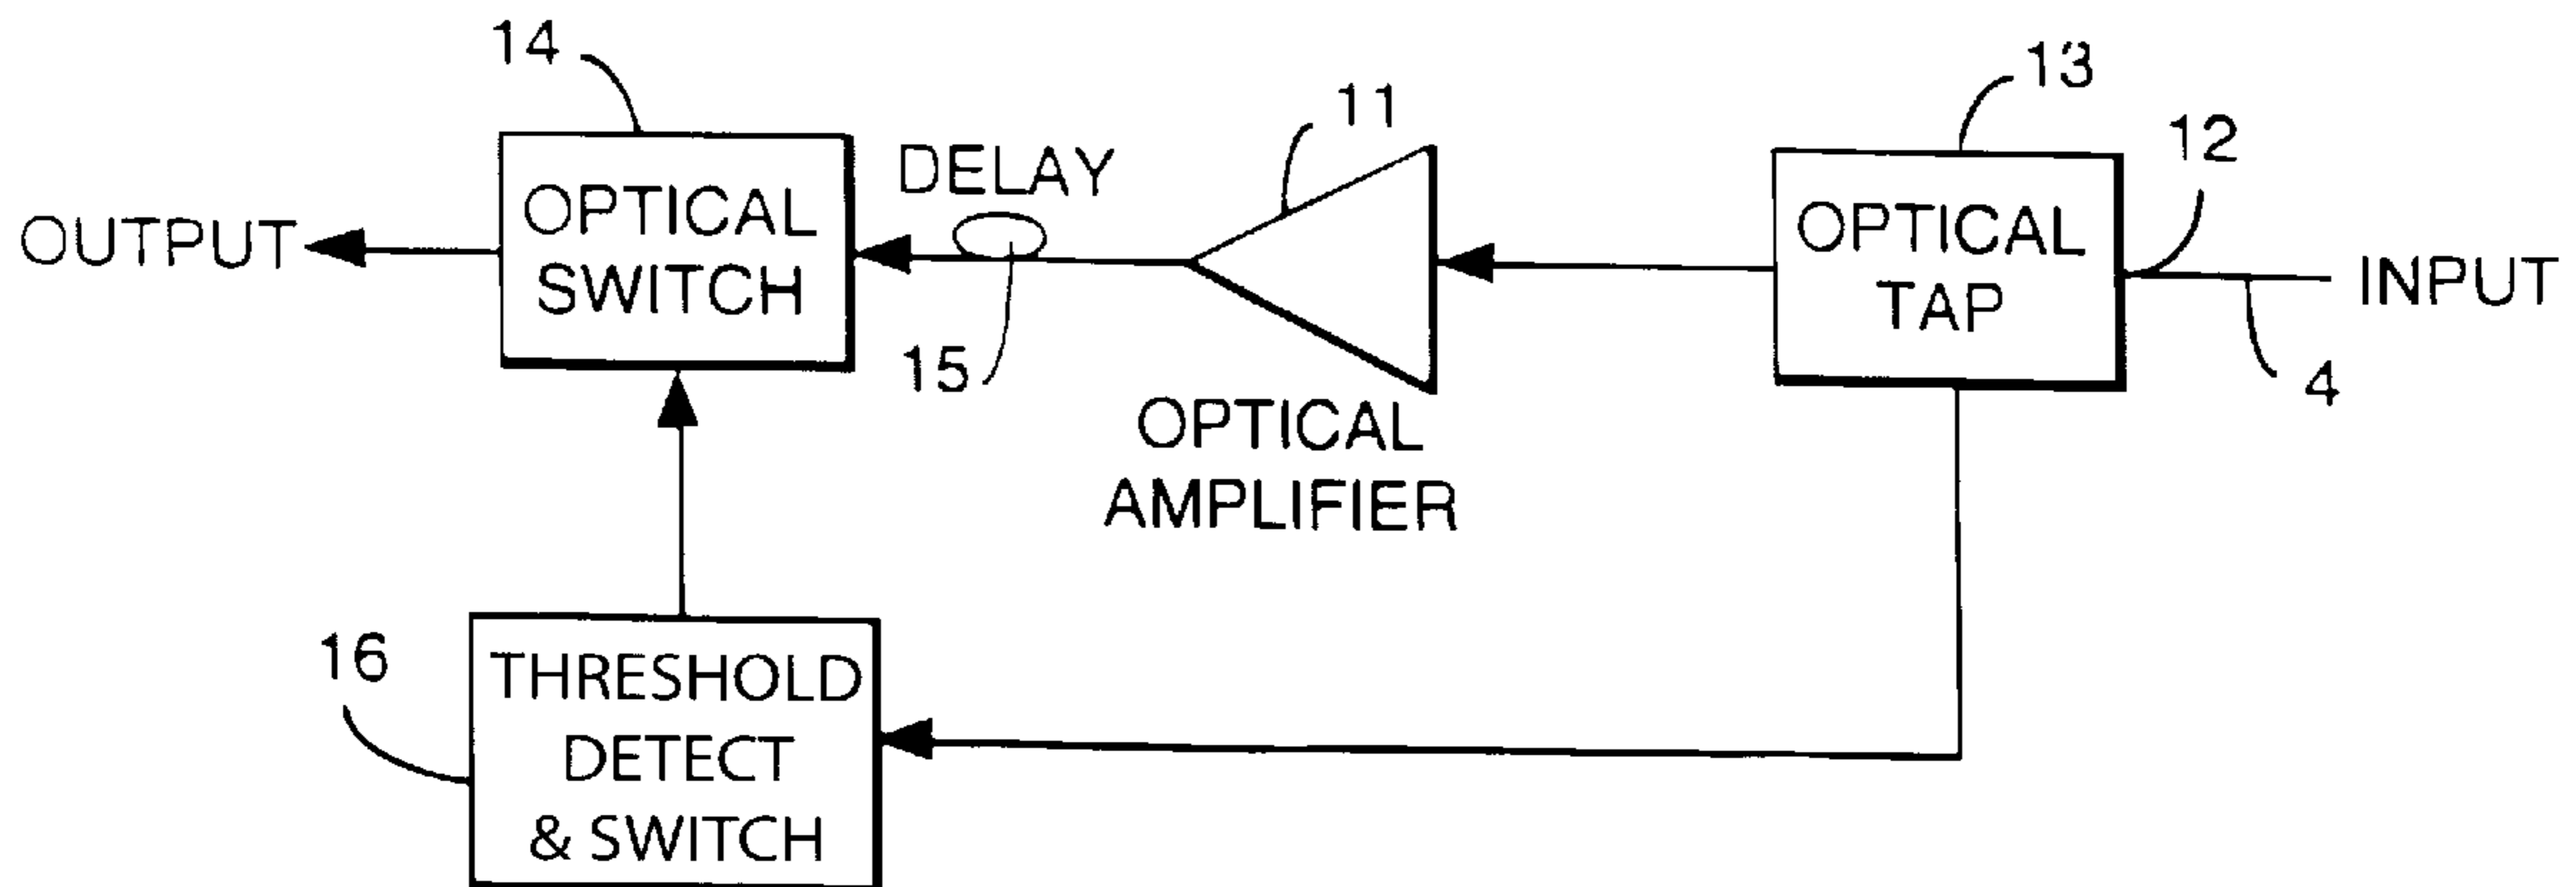 14
OPTICAL
SWITCH
OUTPUT
DELAY
15
11
OPTICAL
AMPLIFIER
13
OPTICAL
TAP
12
INPUT
4
16
THRESHOLD
DETECT
& SWITCH